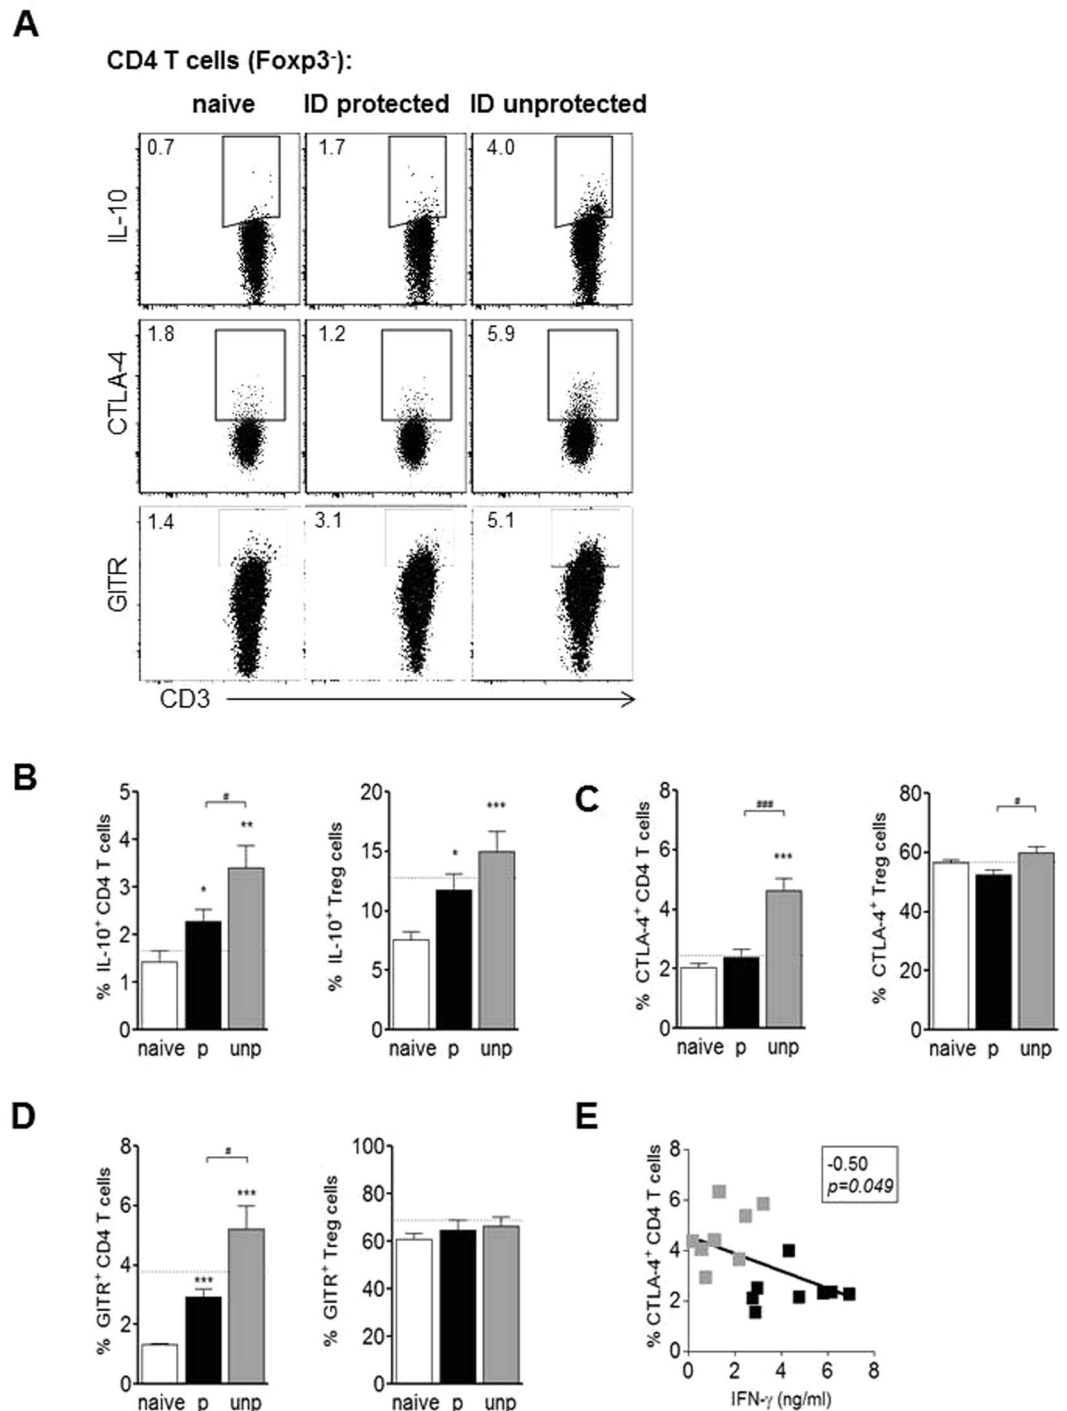 A
CD4 T cells (Foxp3-):
naive ID protected ID unprotected
IL-10
0.7 1.7 4.0
CTLA-4
1.8 1.2 5.9
GITR
1.4 3.1 5.1
CD3
B
% IL-10+ CD4 T cells
5
4
3
2
1
0
#
*
**
naive p unp
% IL-10+ Treg cells
20
15
10
5
0
*
***
naive p unp
C
% CTLA-4+ CD4 T cells
8
6
4
2
0
###
***
naive p unp
% CTLA-4+ Treg cells
80
60
40
20
0
#
naive p unp
D
% GITR+ CD4 T cells
8
6
4
2
0
#
***
***
naive p unp
% GITR+ Treg cells
100
80
60
40
20
0
naive p unp
E
% CTLA-4+ CD4 T cells
8
6
4
2
0
-0.50
p=0.049
0 2 4 6 8
IFN-γ (ng/ml)